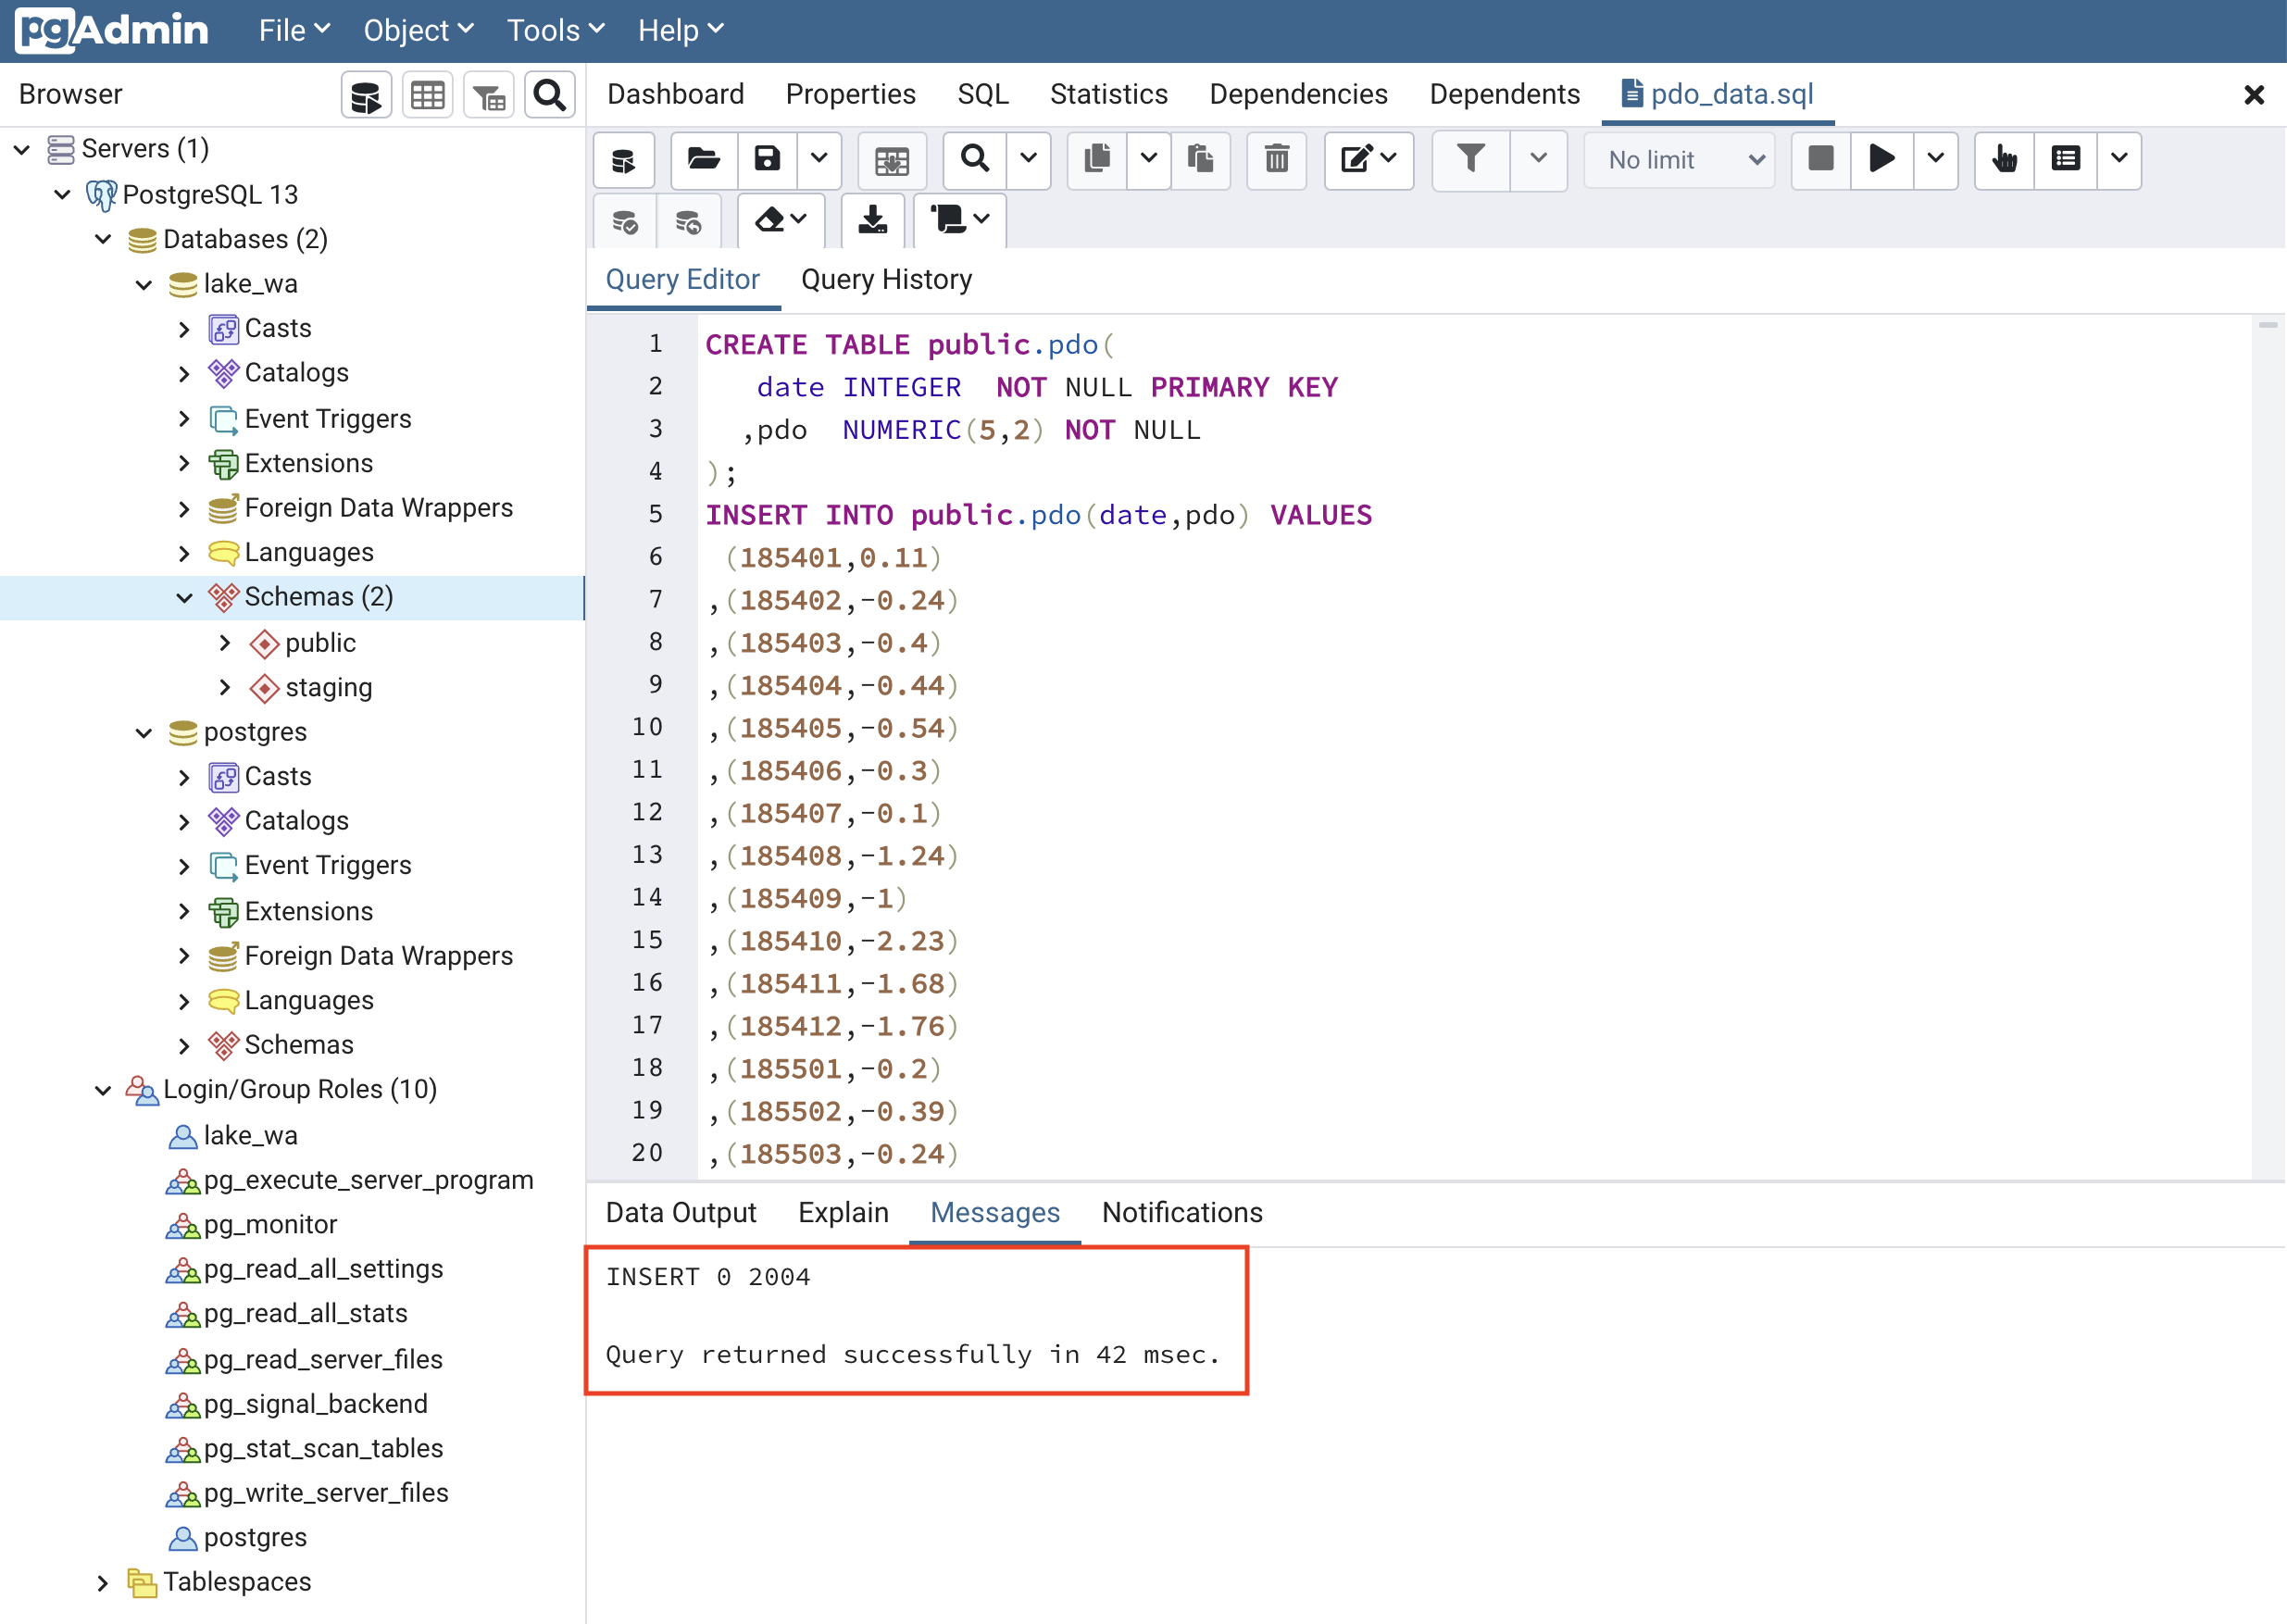 pgAdmin File Object Tools Help
Browser
Dashboard Properties SQL Statistics Dependencies Dependents pdo_data.sql
No limit
Servers (1)
PostgreSQL 13
Databases (2)
lake_wa
Casts
Catalogs
Event Triggers
Extensions
Foreign Data Wrappers
Languages
Schemas (2)
public
staging
postgres
Casts
Catalogs
Event Triggers
Extensions
Foreign Data Wrappers
Languages
Schemas
Login/Group Roles (10)
lake_wa
pg_execute_server_program
pg_monitor
pg_read_all_settings
pg_read_all_stats
pg_read_server_files
pg_signal_backend
pg_stat_scan_tables
pg_write_server_files
postgres
Tablespaces
Query Editor Query History
1 CREATE TABLE public.pdo(
2 date INTEGER  NOT NULL PRIMARY KEY
3 ,pdo  NUMERIC(5,2) NOT NULL
4 );
5 INSERT INTO public.pdo(date,pdo) VALUES
6 (185401,0.11)
7 ,(185402,-0.24)
8 ,(185403,-0.4)
9 ,(185404,-0.44)
10 ,(185405,-0.54)
11 ,(185406,-0.3)
12 ,(185407,-0.1)
13 ,(185408,-1.24)
14 ,(185409,-1)
15 ,(185410,-2.23)
16 ,(185411,-1.68)
17 ,(185412,-1.76)
18 ,(185501,-0.2)
19 ,(185502,-0.39)
20 ,(185503,-0.24)
Data Output Explain Messages Notifications
INSERT 0 2004
Query returned successfully in 42 msec.